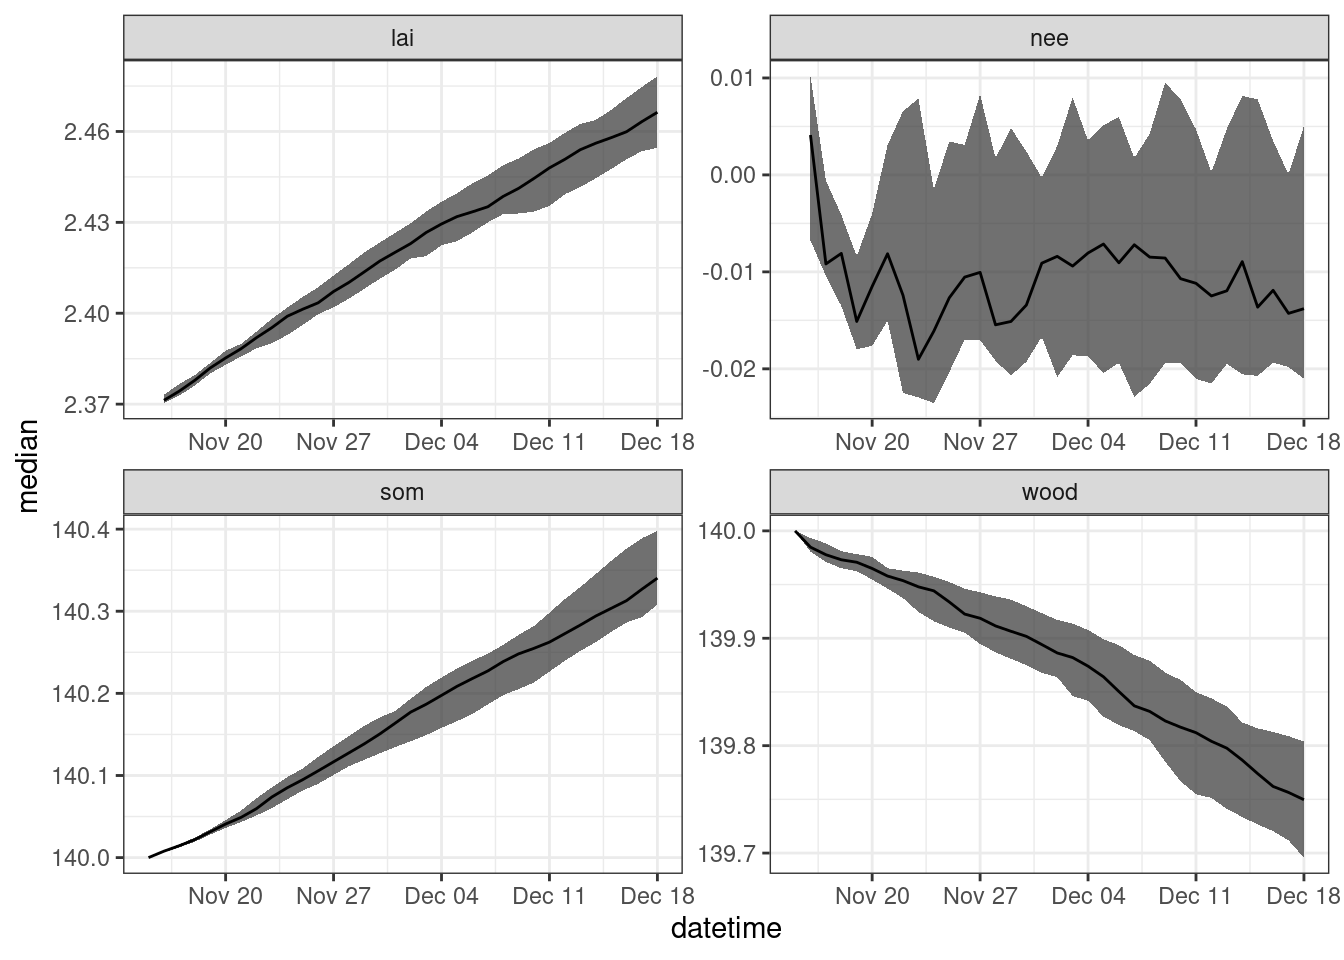 lai
nee
2.46
2.43
2.40
2.37
0.01
0.00
-0.01
-0.02
Nov 20 Nov 27 Dec 04 Dec 11 Dec 18
Nov 20 Nov 27 Dec 04 Dec 11 Dec 18
median
som
wood
140.4
140.3
140.2
140.1
140.0
140.0
139.9
139.8
139.7
Nov 20 Nov 27 Dec 04 Dec 11 Dec 18
Nov 20 Nov 27 Dec 04 Dec 11 Dec 18
datetime